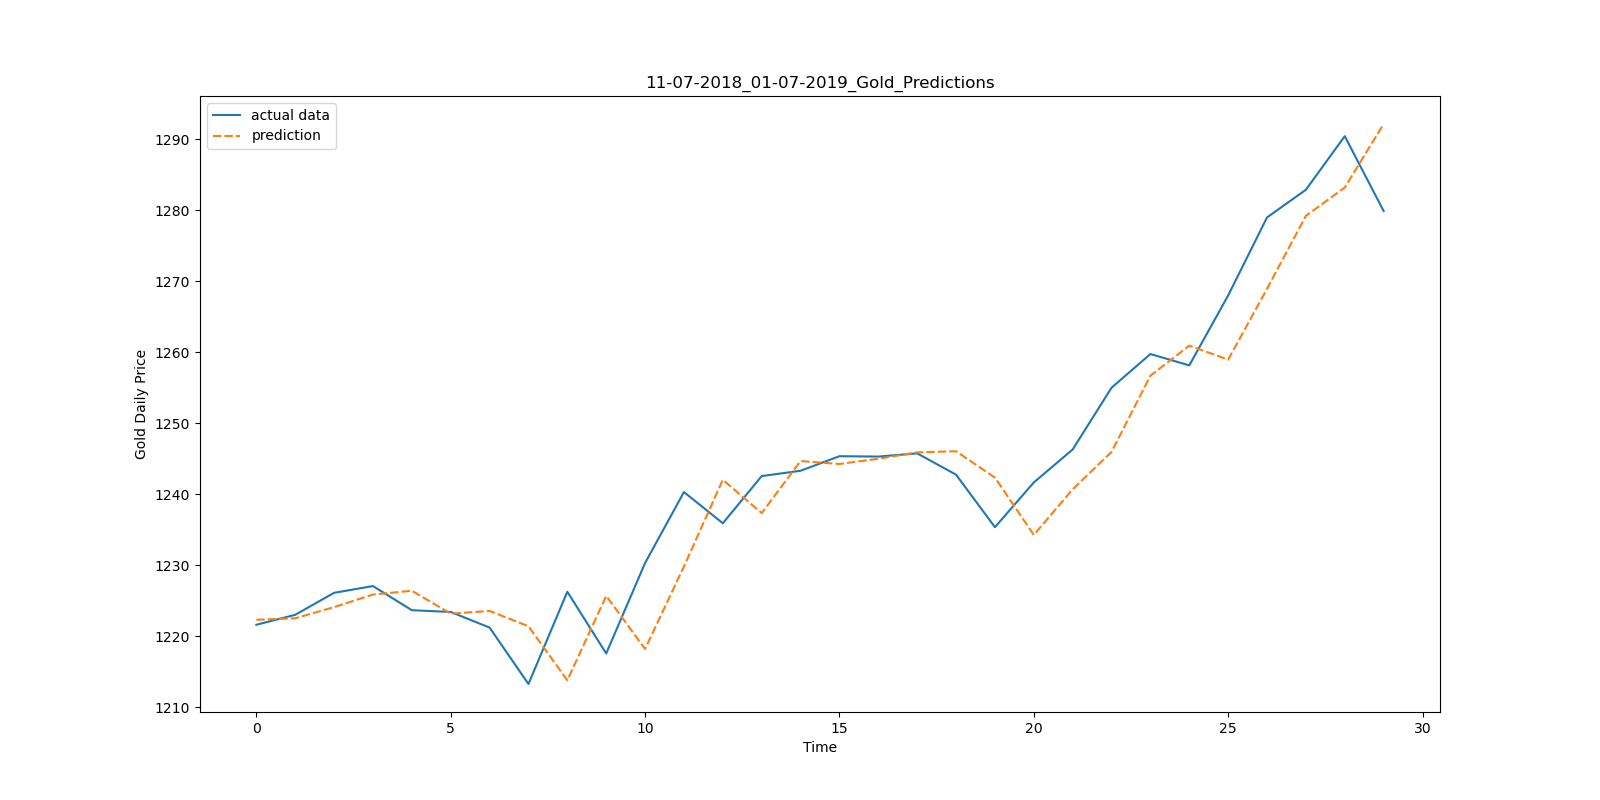 11-07-2018_01-07-2019_Gold_Predictions
actual data
prediction
Gold Daily Price
1290
1280
1270
1260
1250
1240
1230
1220
1210
0 5 10 15 20 25 30
Time